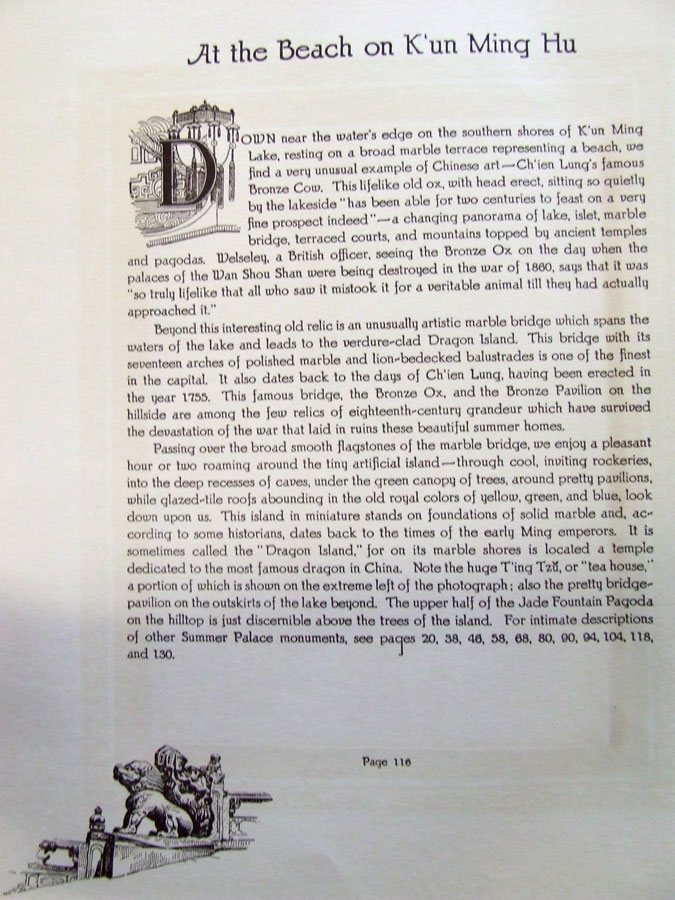 At the Beach on K'un Ming Hu
DOWN near the water's edge on the southern shores of K'un Ming
Lake, resting on a broad marble terrace representing a beach, we
find a very unusual example of Chinese art—Ch'ien Lung's famous
Bronze Cow. This lifelike old ox, with head erect, sitting so quietly
by the lakeside "has been able for two centuries to feast on a very
fine prospect indeed"—a changing panorama of lake, islet, marble
bridge, terraced courts, and mountains topped by ancient temples
and pagodas. Welseley, a British officer, seeing the Bronze Ox on the day when the
palaces of the Wan Shou Shan were being destroyed in the war of 1860, says that it was
"so truly lifelike that all who saw it mistook it for a veritable animal till they had actually
approached it."
Beyond this interesting old relic is an unusually artistic marble bridge which spans the
waters of the lake and leads to the verdure-clad Dragon Island. This bridge with its
seventeen arches of polished marble and lion-bedecked balustrades is one of the finest
in the capital. It also dates back to the days of Ch'ien Lung, having been erected in
the year 1755. This famous bridge, the Bronze Ox, and the Bronze Pavilion on the
hillside are among the few relics of eighteenth-century grandeur which have survived
the devastation of the war that laid in ruins these beautiful summer homes.
Passing over the broad smooth flagstones of the marble bridge, we enjoy a pleasant
hour or two roaming around the tiny artificial island—through cool, inviting rockeries,
into the deep recesses of caves, under the green canopy of trees, around pretty pavilions,
while glazed-tile roofs abounding in the old royal colors of yellow, green, and blue, look
down upon us. This island in miniature stands on foundations of solid marble and, ac-
cording to some historians, dates back to the times of the early Ming emperors. It is
sometimes called the "Dragon Island," for on its marble shores is located a temple
dedicated to the most famous dragon in China. Note the huge T'ing Tzŭ, or "tea house,"
a portion of which is shown on the extreme left of the photograph; also the pretty bridge-
pavilion on the outskirts of the lake beyond. The upper half of the Jade Fountain Pagoda
on the hilltop is just discernible above the trees of the island. For intimate descriptions
of other Summer Palace monuments, see pages 20, 38, 46, 58, 68, 80, 90, 94, 104, 118,
and 130.
Page 116